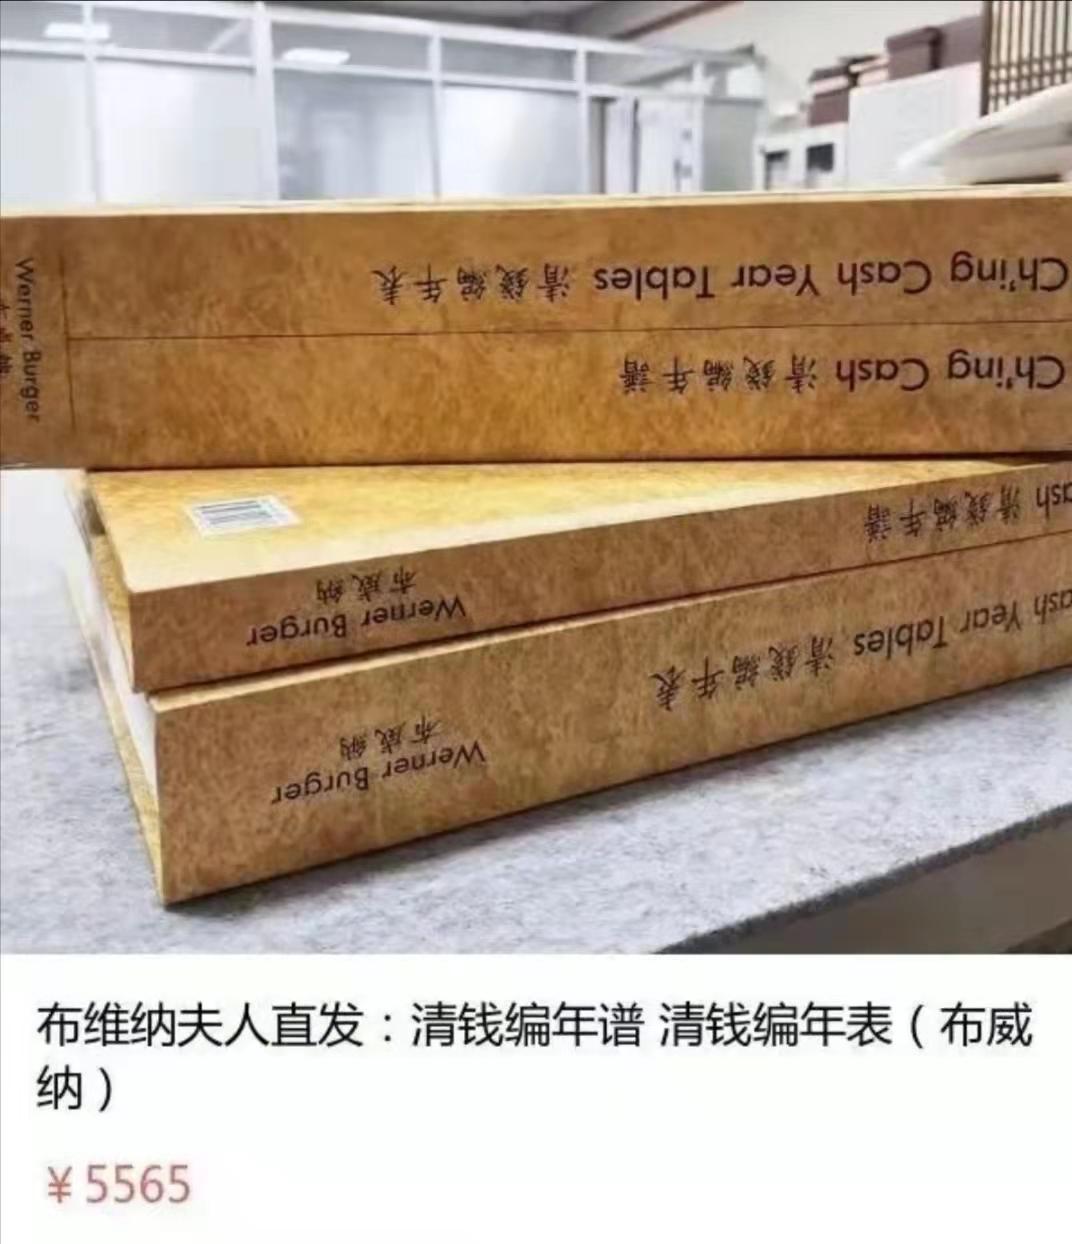 Ch'ing Cash Year Tables 清錢編年表
Ch'ing Cash 清錢編年譜
Werner Burger
ash 清錢編年譜
Werner Burger
布威納
ash Year Tables 清錢編年表
Werner Burger
布威納
布维纳夫人直发：清钱编年谱 清钱编年表（布威
纳）
￥5565